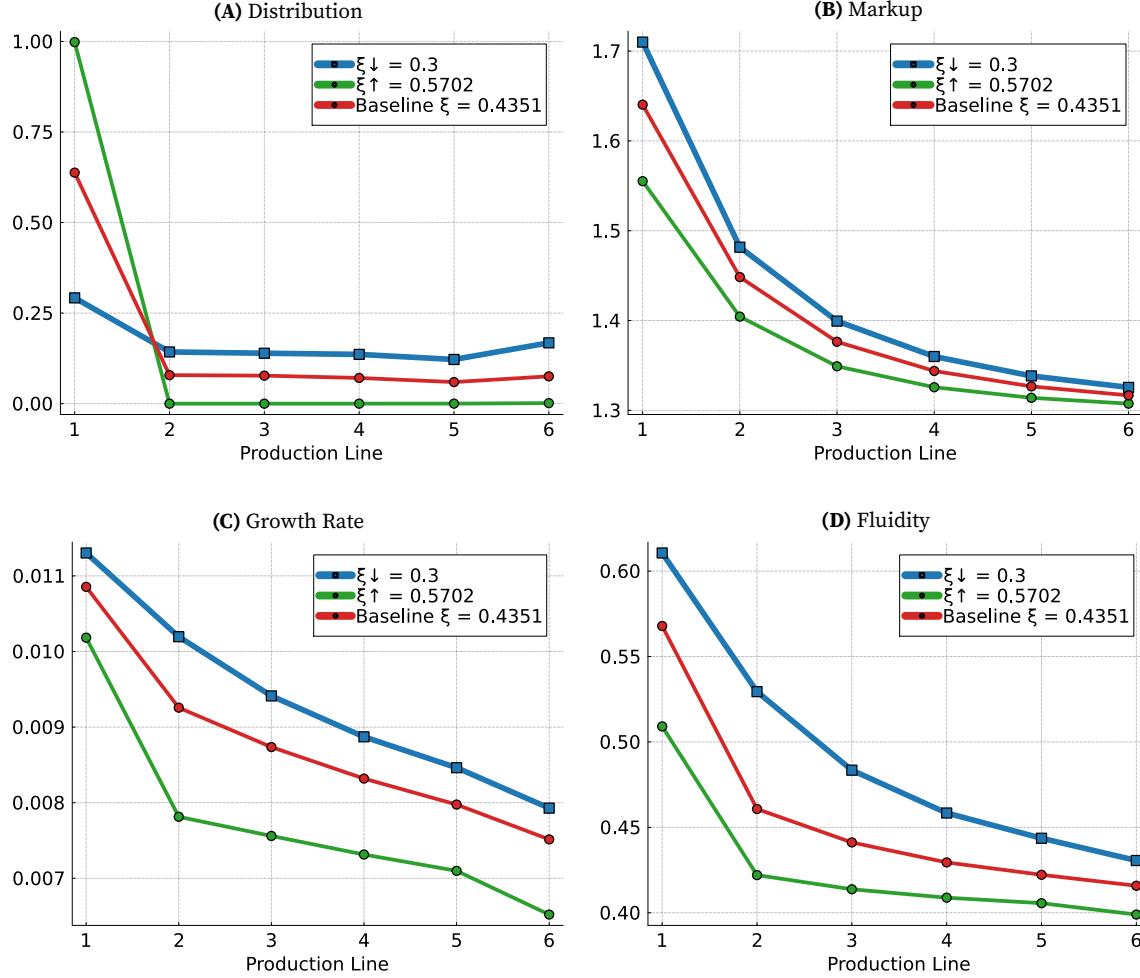 (A) Distribution
1.00
0.75
0.50
0.25
0.00
ξ↓ = 0.3
ξ↑ = 0.5702
Baseline ξ = 0.4351
1 2 3 4 5 6
Production Line
(B) Markup
1.7
1.6
1.5
1.4
1.3
ξ↓ = 0.3
ξ↑ = 0.5702
Baseline ξ = 0.4351
1 2 3 4 5 6
Production Line
(C) Growth Rate
0.011
0.010
0.009
0.008
0.007
ξ↓ = 0.3
ξ↑ = 0.5702
Baseline ξ = 0.4351
1 2 3 4 5 6
Production Line
(D) Fluidity
0.60
0.55
0.50
0.45
0.40
ξ↓ = 0.3
ξ↑ = 0.5702
Baseline ξ = 0.4351
1 2 3 4 5 6
Production Line